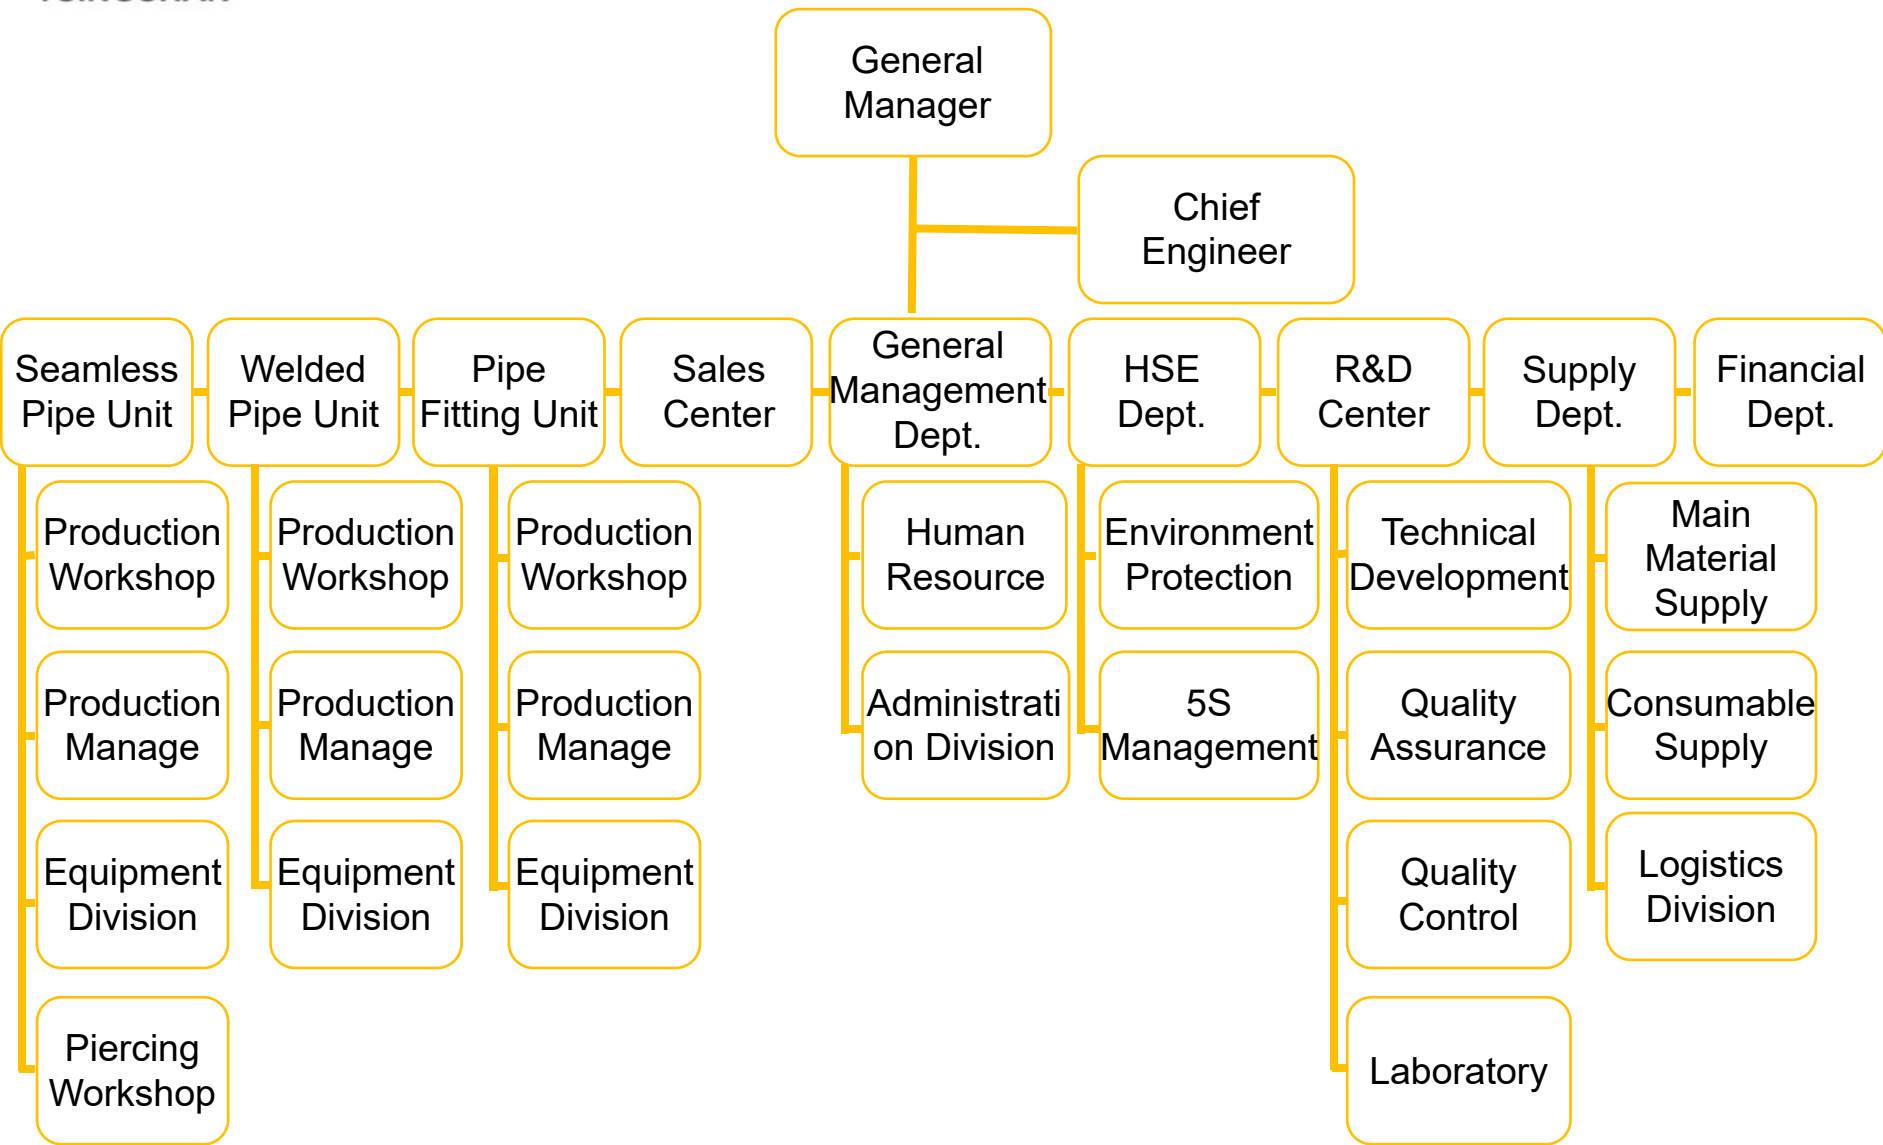 General
Manager
Chief
Engineer
Seamless
Pipe Unit
Welded
Pipe Unit
Pipe
Fitting Unit
Sales
Center
General
Management
Dept.
HSE
Dept.
R&D
Center
Supply
Dept.
Financial
Dept.
Production
Workshop
Production
Workshop
Production
Workshop
Human
Resource
Environment
Protection
Technical
Development
Main
Material
Supply
Production
Manage
Production
Manage
Production
Manage
Administrati
on Division
5S
Management
Quality
Assurance
Consumable
Supply
Equipment
Division
Equipment
Division
Equipment
Division
Quality
Control
Logistics
Division
Piercing
Workshop
Laboratory